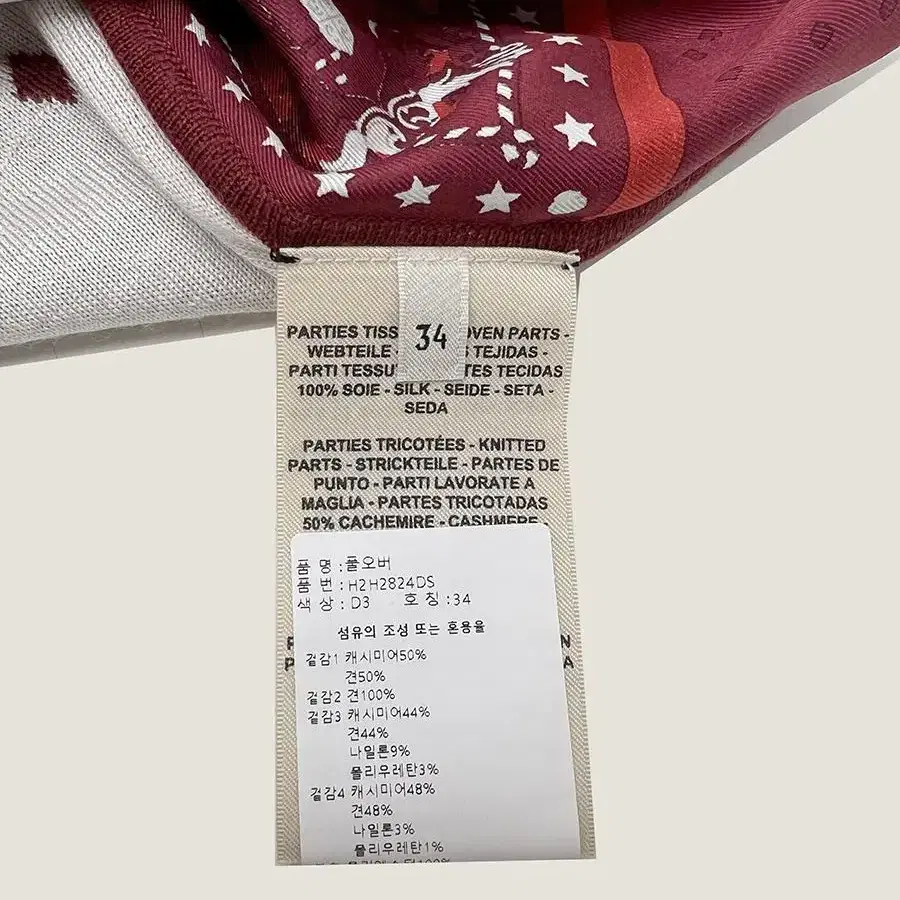 34
PARTIES TISS OVEN PARTS -
WEBTEILE - S TEJIDAS -
PARTI TESSU TES TECIDAS
100% SOIE - SILK - SEIDE - SETA -
SEDA
PARTIES TRICOTÉES - KNITTED
PARTS - STRICKTEILE - PARTES DE
PUNTO - PARTI LAVORATE A
MAGLIA - PARTES TRICOTADAS
50% CACHEMIRE - CASHMERE
품 명 : 풀오버
품 번 : H2H2824DS
색 상 : D3 호 칭 : 34
섬유의 조성 또는 혼용율
겉감1 캐시미어50%
견50%
겉감2 견100%
겉감3 캐시미어44%
견44%
나일론9%
폴리우레탄3%
겉감4 캐시미어48%
견48%
나일론3%
폴리우레탄1%